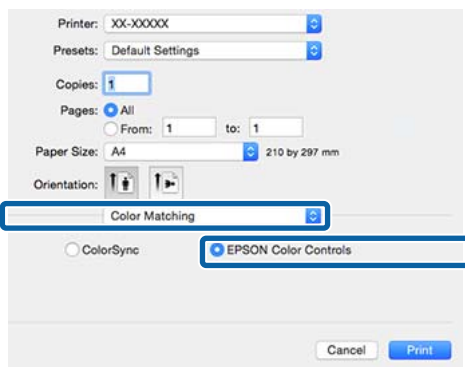 Printer: XX-XXXXX
Presets: Default Settings
Copies: 1
Pages: All
From: 1 to: 1
Paper Size: A4 210 by 297 mm
Orientation:
Color Matching
ColorSync EPSON Color Controls
Cancel Print